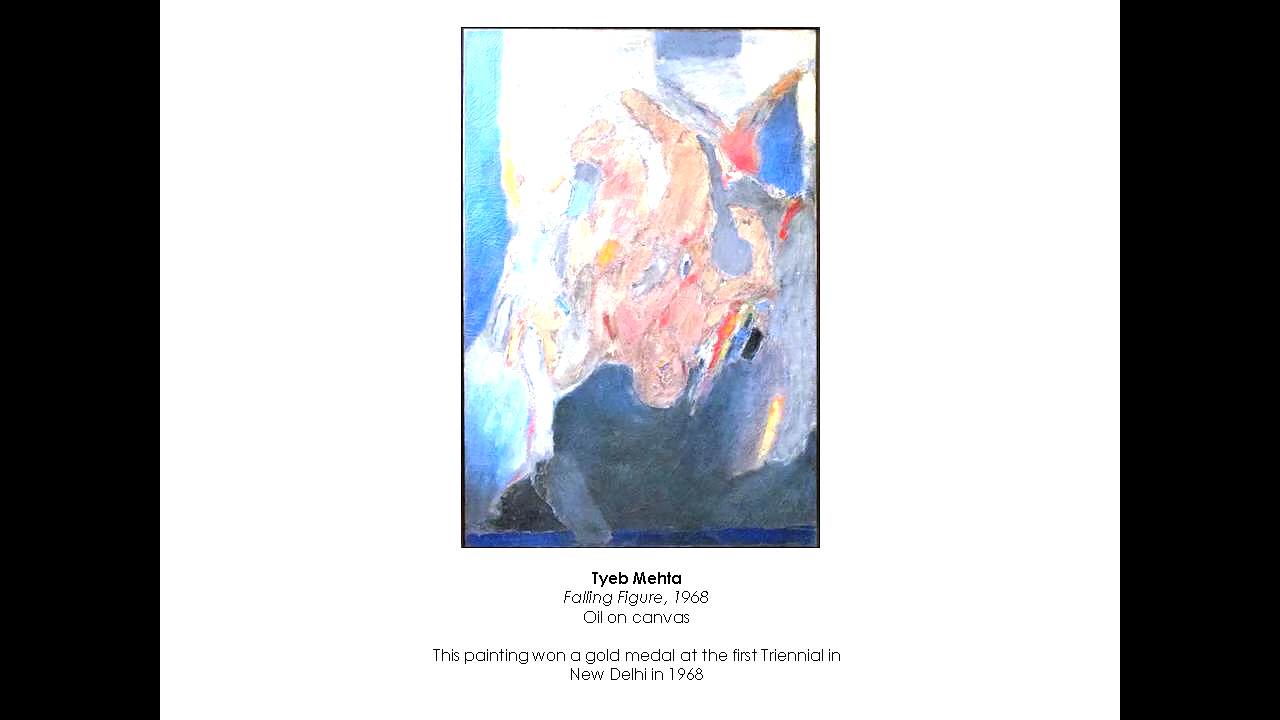 Tyeb Mehta
Falling Figure, 1968
Oil on canvas
This painting won a gold medal at the first Triennial in
New Delhi in 1968